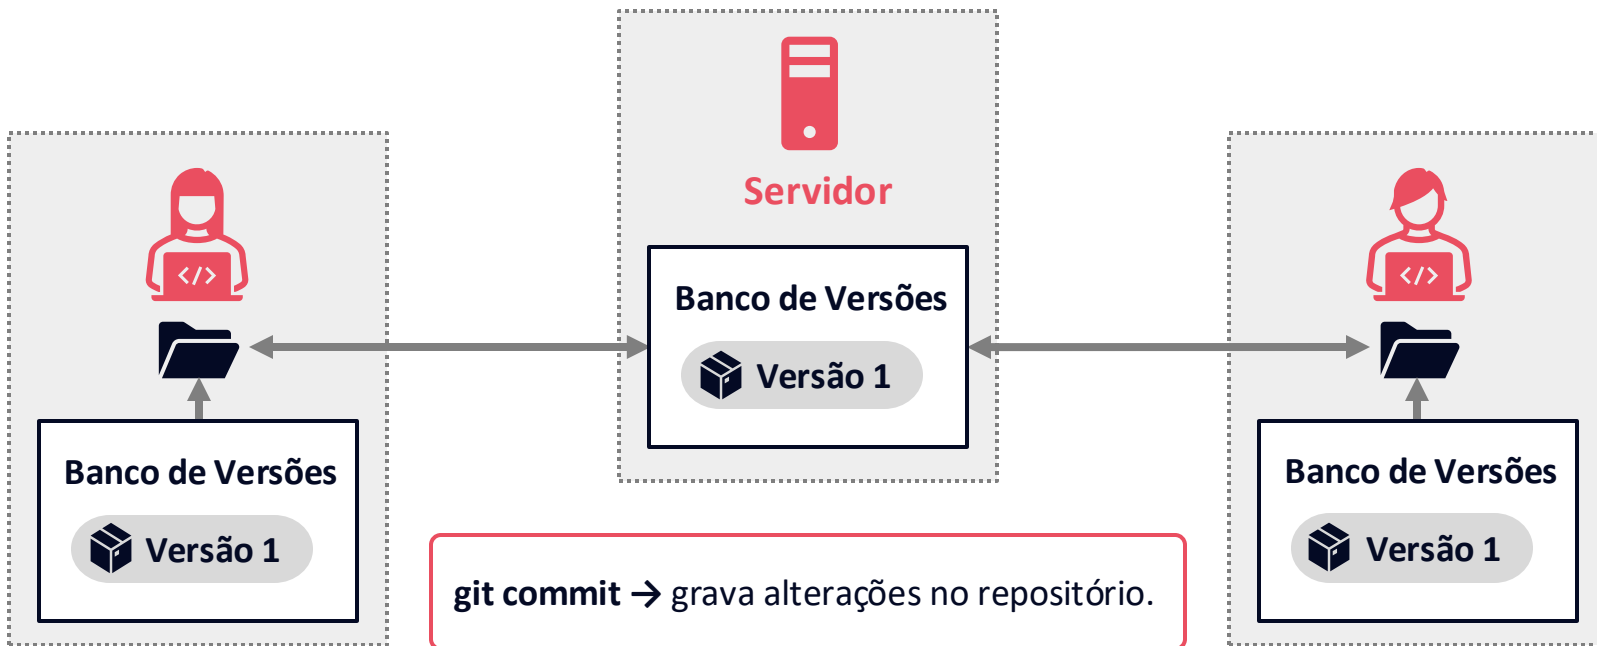 Servidor
Banco de Versões
Versão 1
Banco de Versões
Versão 1
Banco de Versões
Versão 1
git commit → grava alterações no repositório.